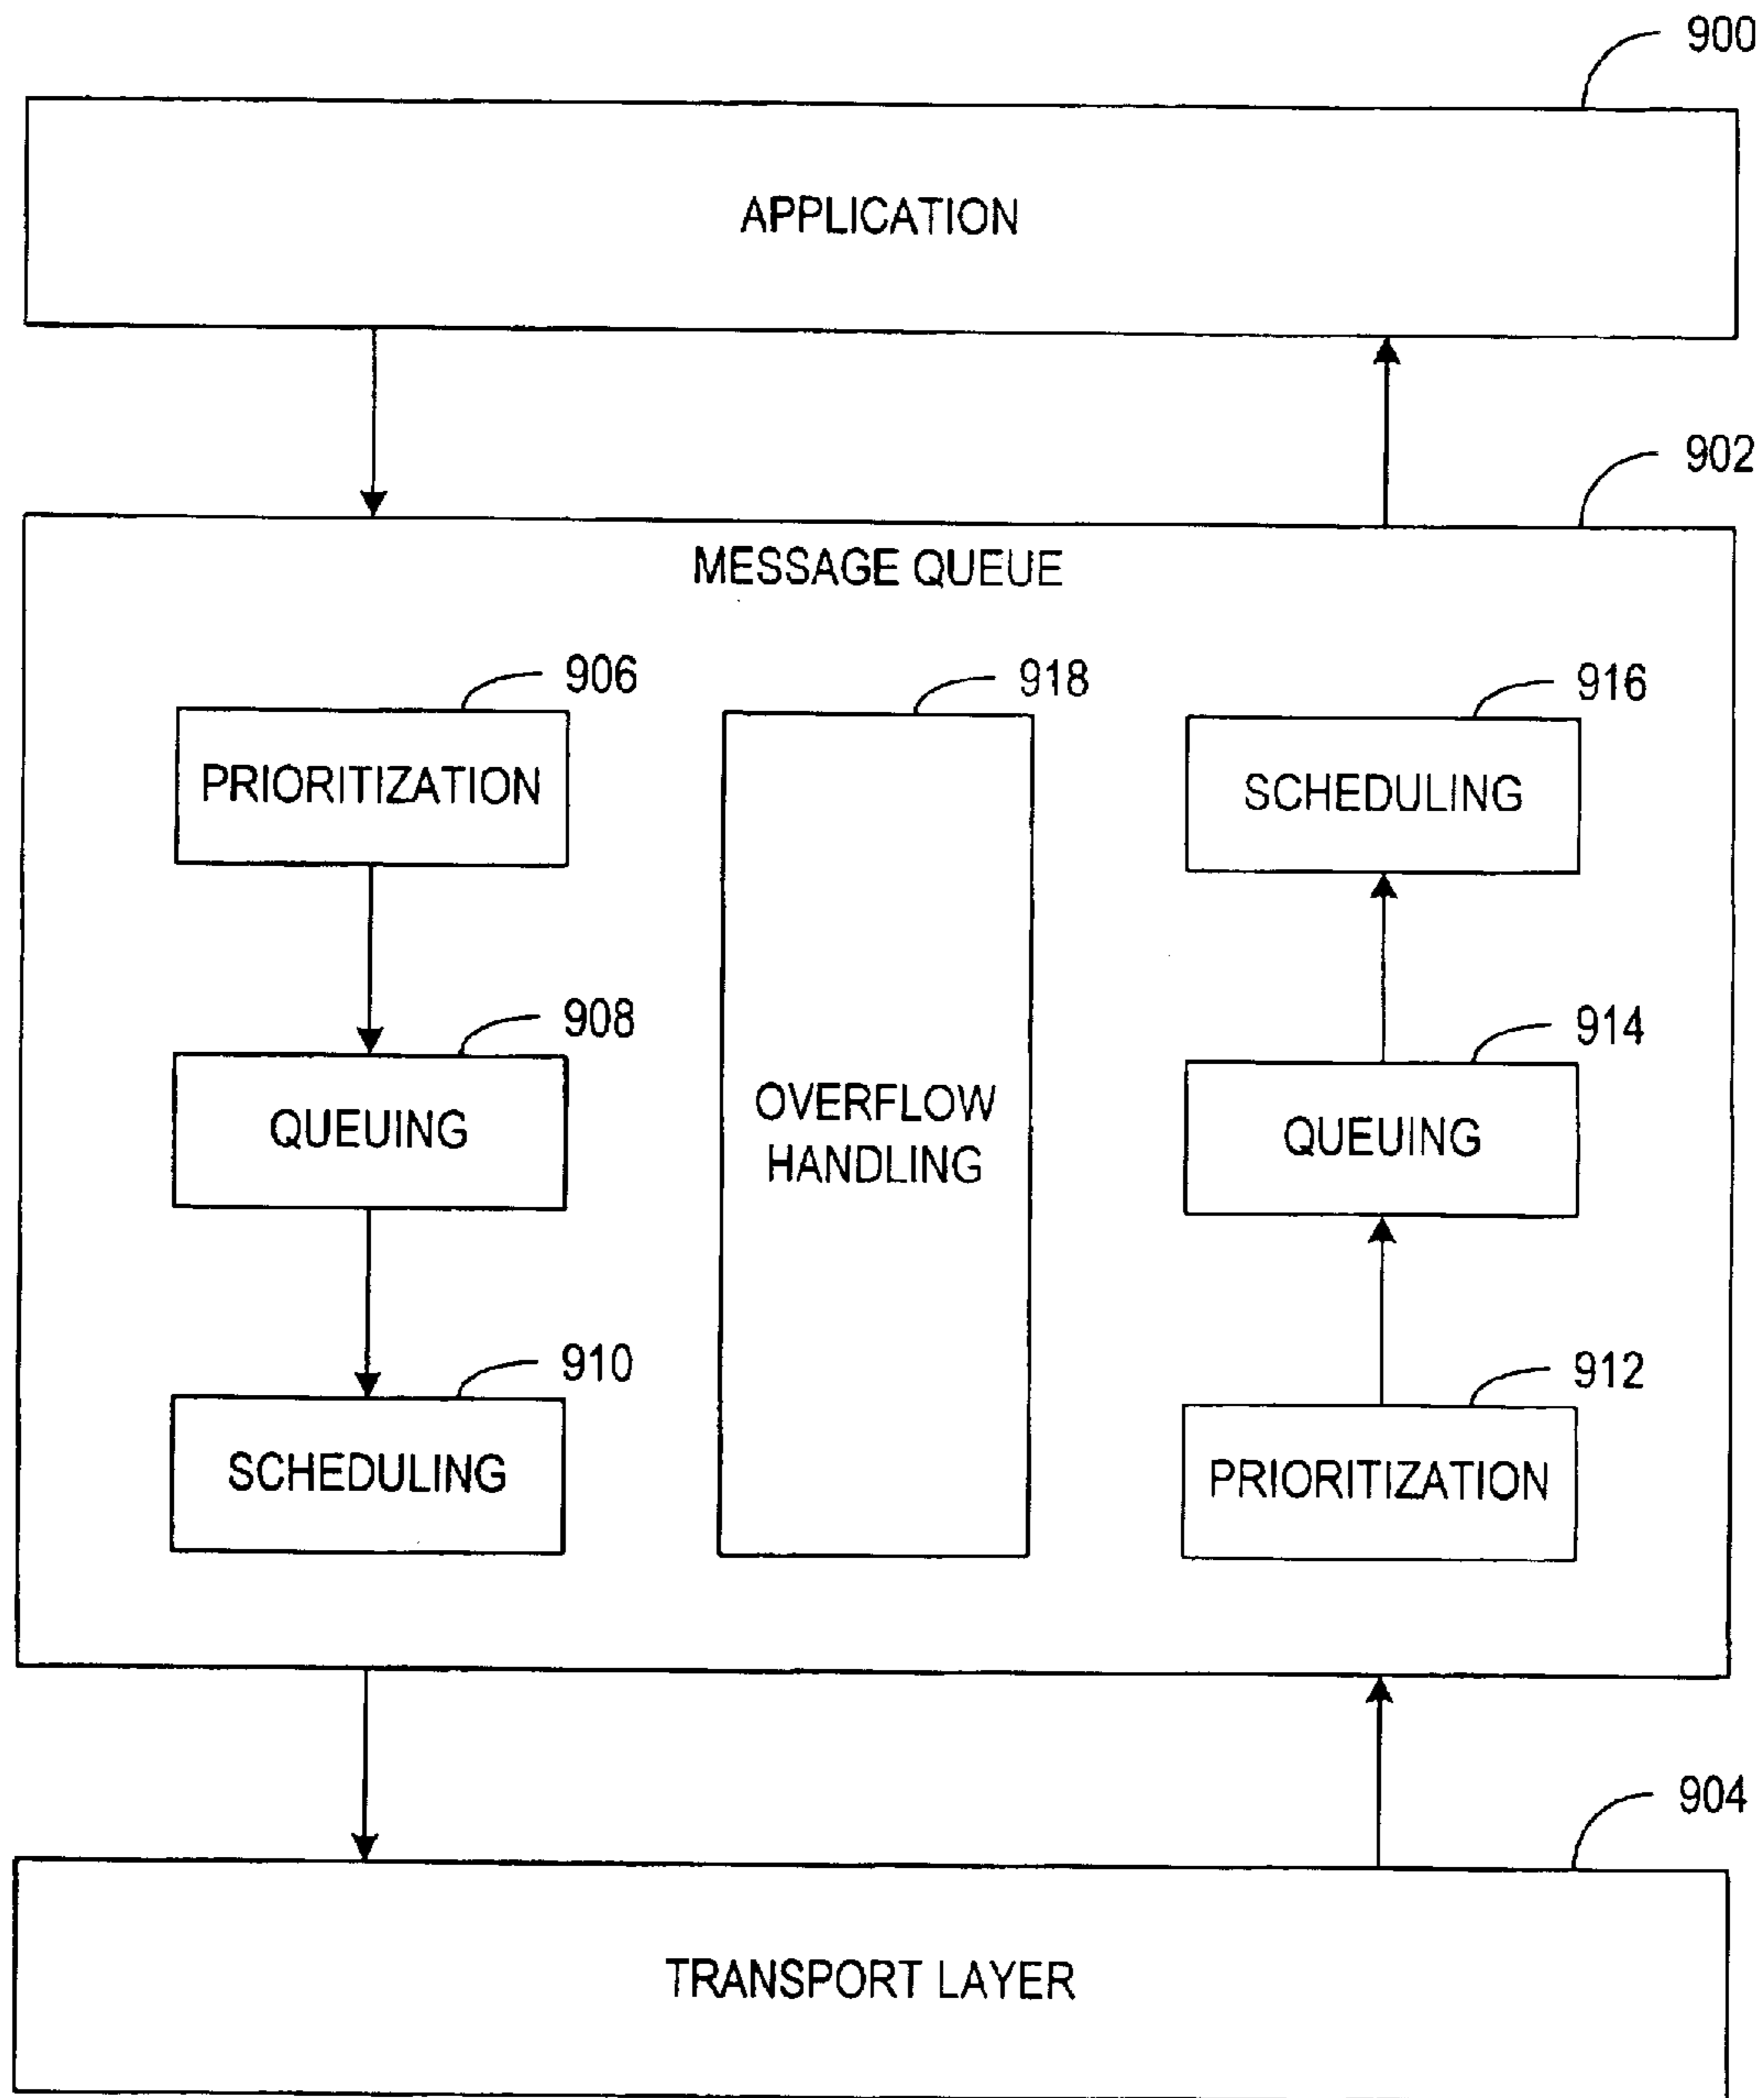 900
APPLICATION
902
MESSAGE QUEUE
906
918
916
PRIORITIZATION
SCHEDULING
908
914
QUEUING
OVERFLOW
HANDLING
QUEUING
910
912
SCHEDULING
PRIORITIZATION
904
TRANSPORT LAYER